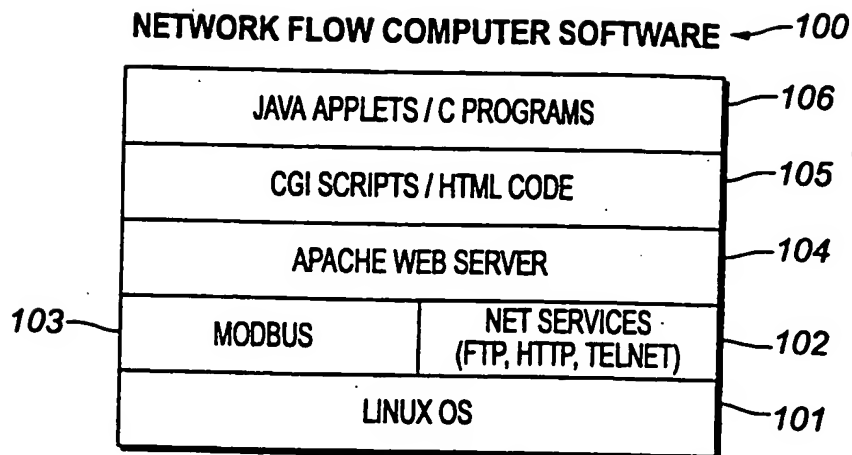 NETWORK FLOW COMPUTER SOFTWARE 100
JAVA APPLETS / C PROGRAMS 106
CGI SCRIPTS / HTML CODE 105
APACHE WEB SERVER 104
103 MODBUS NET SERVICES
(FTP, HTTP, TELNET) 102
LINUX OS 101